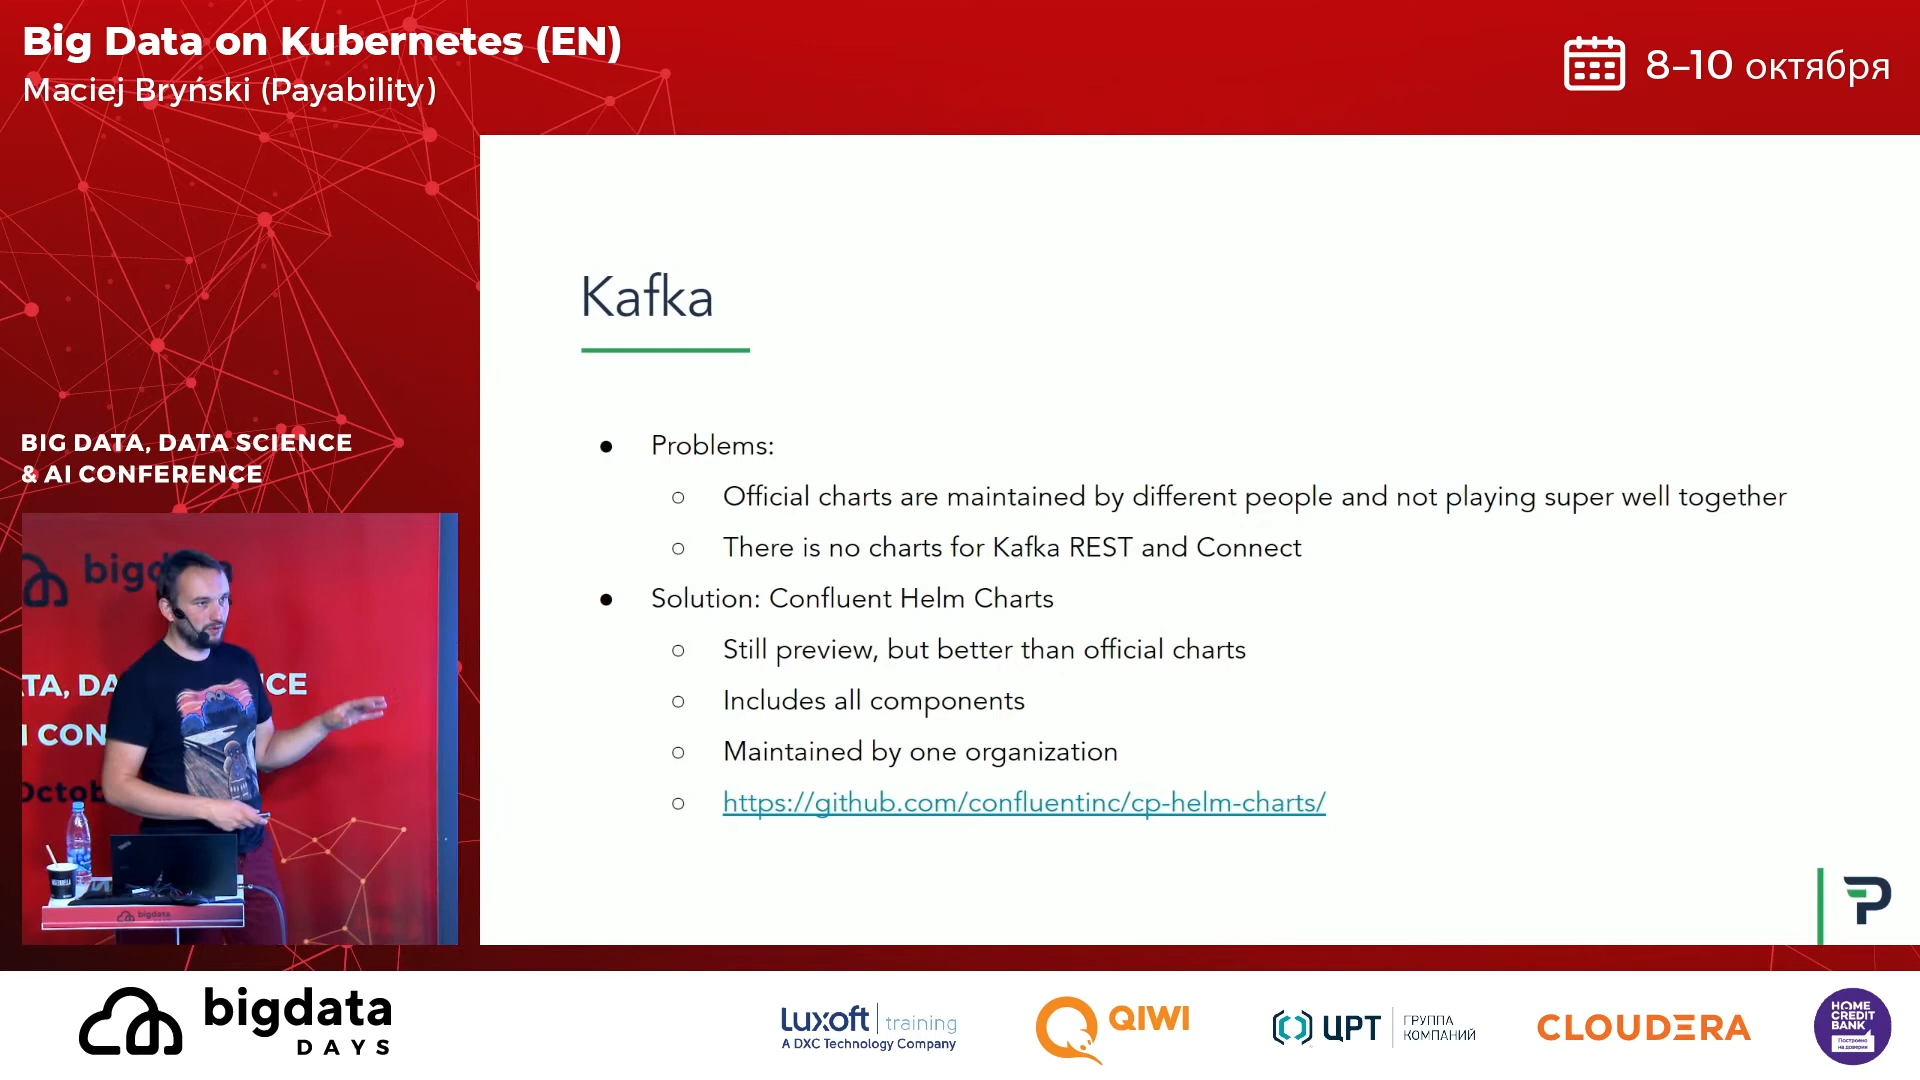 Big Data on Kubernetes (EN)
Maciej Bryński (Payability)
8–10 октября
Kafka
● Problems:
○ Official charts are maintained by different people and not playing super well together
○ There is no charts for Kafka REST and Connect
● Solution: Confluent Helm Charts
○ Still preview, but better than official charts
○ Includes all components
○ Maintained by one organization
○ https://github.com/confluentinc/cp-helm-charts/
BIG DATA, DATA SCIENCE
& AI CONFERENCE
bigdata
DAYS
Luxoft training
A DXC Technology Company
QIWI
ЦРТ ГРУППА
КОМПАНИЙ
CLOUDERA
HOME
CREDIT
BANK
Построено
на доверии